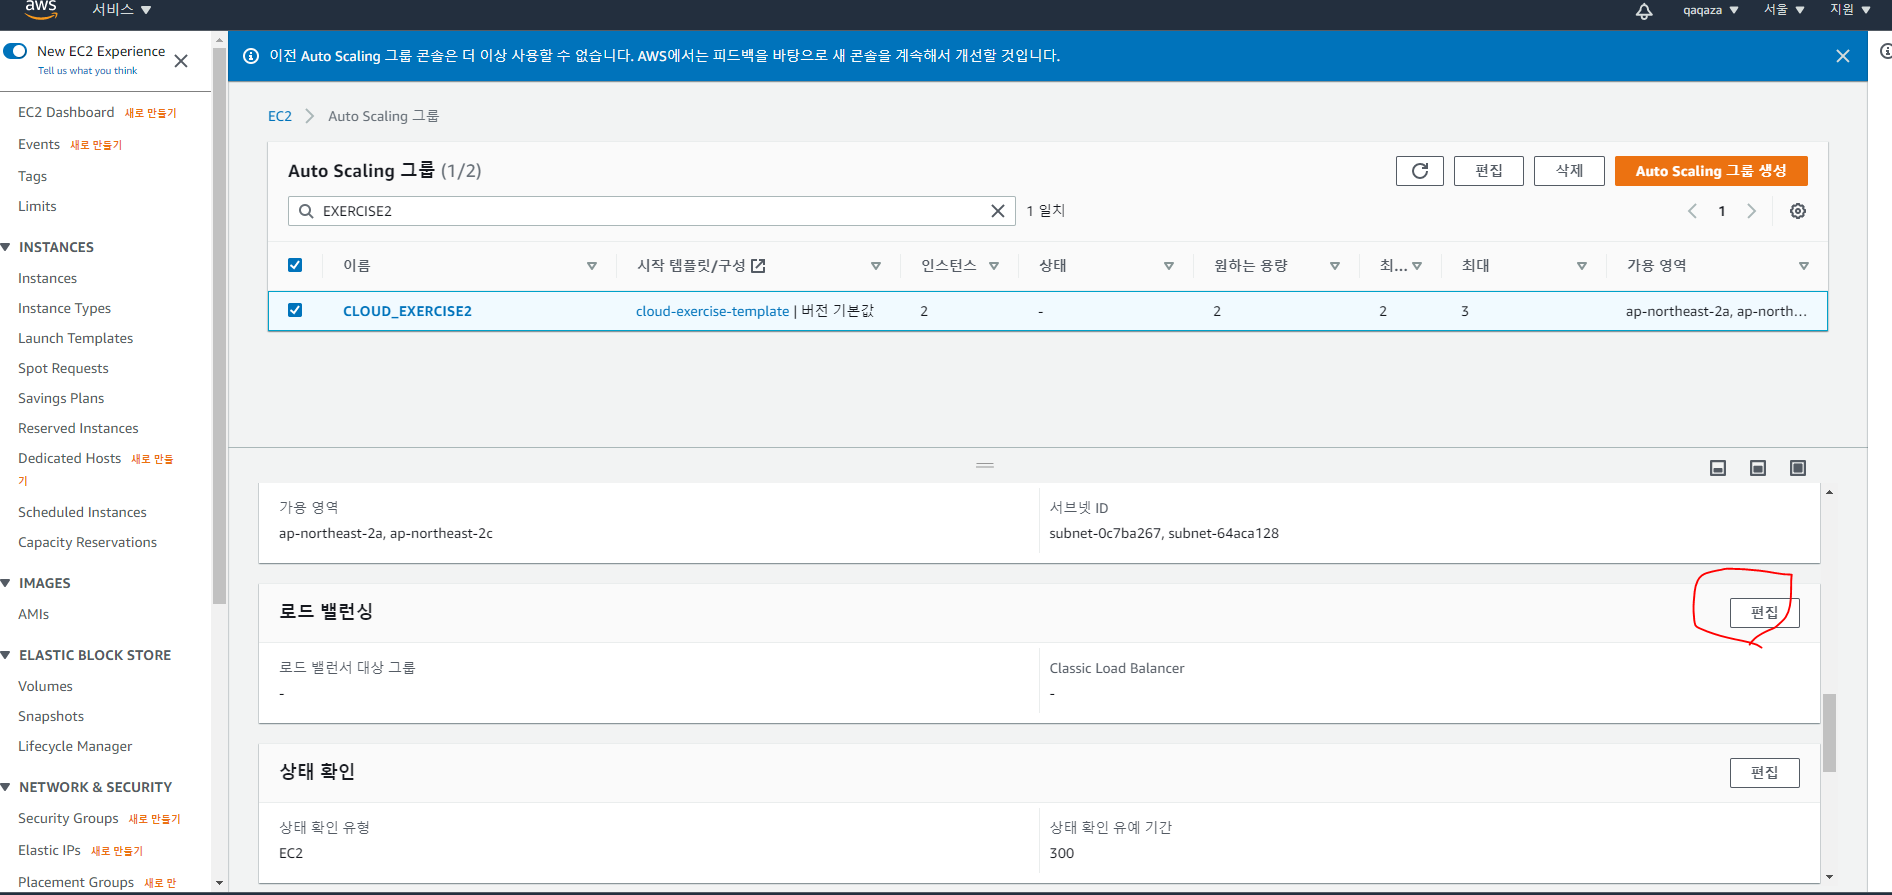 aws 서비스 qaqaza 서울 지원
New EC2 Experience
Tell us what you think
이전 Auto Scaling 그룹 콘솔은 더 이상 사용할 수 없습니다. AWS에서는 피드백을 바탕으로 새 콘솔을 계속해서 개선할 것입니다.
EC2 Dashboard 새로 만들기
Events 새로 만들기
Tags
Limits
INSTANCES
Instances
Instance Types
Launch Templates
Spot Requests
Savings Plans
Reserved Instances
Dedicated Hosts 새로 만들
기
Scheduled Instances
Capacity Reservations
IMAGES
AMIs
ELASTIC BLOCK STORE
Volumes
Snapshots
Lifecycle Manager
NETWORK & SECURITY
Security Groups 새로 만들기
Elastic IPs 새로 만들기
Placement Groups 새로 만
EC2 Auto Scaling 그룹
Auto Scaling 그룹 (1/2) 편집 삭제 Auto Scaling 그룹 생성
EXERCISE2 1 일치 1
이름 시작 템플릿/구성 인스턴스 상태 원하는 용량 최... 최대 가용 영역
CLOUD_EXERCISE2 cloud-exercise-template | 버전 기본값 2 - 2 2 3 ap-northeast-2a, ap-north...
가용 영역 서브넷 ID
ap-northeast-2a, ap-northeast-2c subnet-0c7ba267, subnet-64aca128
로드 밸런싱 편집
로드 밸런서 대상 그룹 Classic Load Balancer
- -
상태 확인 편집
상태 확인 유형 상태 확인 유예 기간
EC2 300